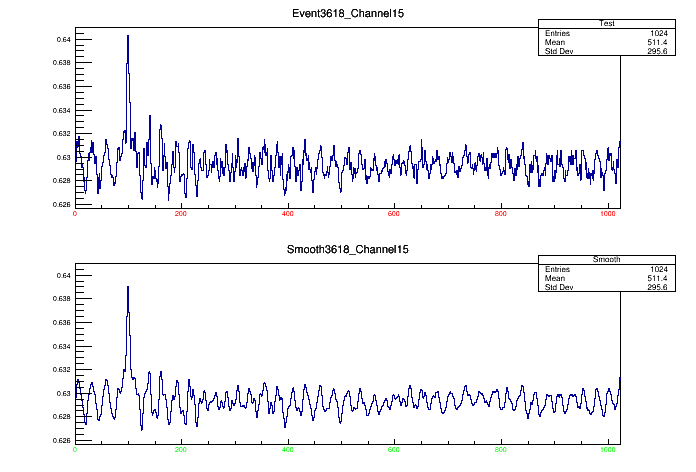 Event3618_Channel15
Test
Entries 1024
Mean 511.4
Std Dev 295.6
0.64
0.638
0.636
0.634
0.632
0.63
0.628
0.626
0 200 400 600 800 1000
Smooth3618_Channel15
Smooth
Entries 1024
Mean 511.4
Std Dev 295.6
0.64
0.638
0.636
0.634
0.632
0.63
0.628
0.626
0 200 400 600 800 1000